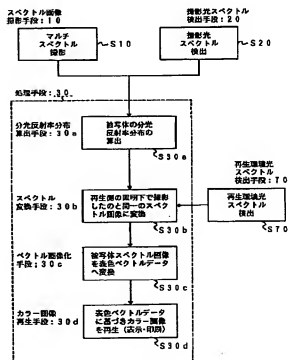 スペクトル画像
撮影手段:10
撮影光スペクトル
検出手段:20
マルチ
スペクトル
撮影
S10
撮影光
スペクトル
検出
S20
処理手段:30
分光反射率分布
算出手段:30a
被写体の分光
反射率分布の
算出
S30a
再生環境光
スペクトル
検出手段:70
スペクトル
変換手段:30b
再生側の照明下で撮影
したのと同一のスペ
クトル画像に変換
S30b
再生環境光
スペクトル
検出
S70
ベクトル画像化
手段:30c
被写体スペクトル画像
を表色ベクトルデータ
へ変換
S30c
カラー画像
再生手段:30d
表色ベクトルデータ
に基づきカラー画像
を再生(表示・印刷)
S30d